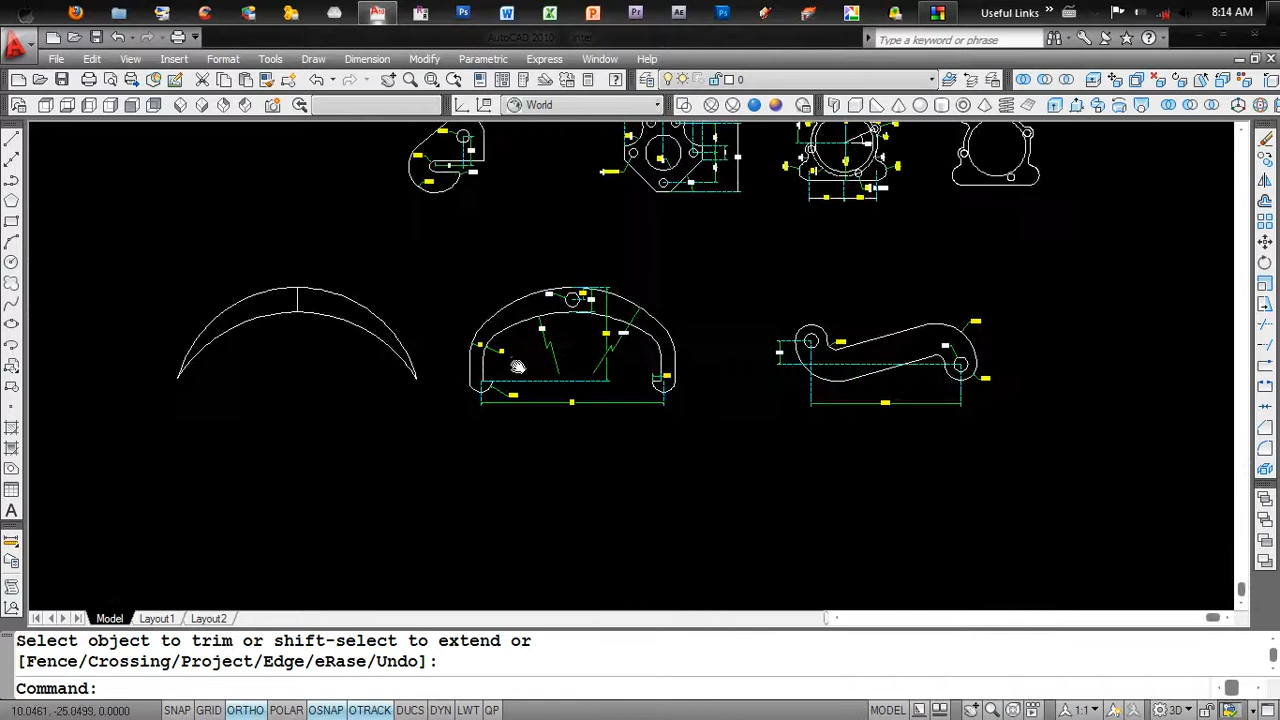 Useful Links »
8:14 AM
AutoCAD 2010
Type a keyword or phrase
File Edit View Insert Format Tools Draw Dimension Modify Parametric Express Window Help
0
World
Model Layout1 Layout2
Select object to trim or shift-select to extend or
[Fence/Crossing/Project/Edge/eRase/Undo]:
Command:
10.0461, -25.0499, 0.0000 SNAP GRID ORTHO POLAR OSNAP OTRACK DUCS DYN LWT QP MODEL 1:1 3D